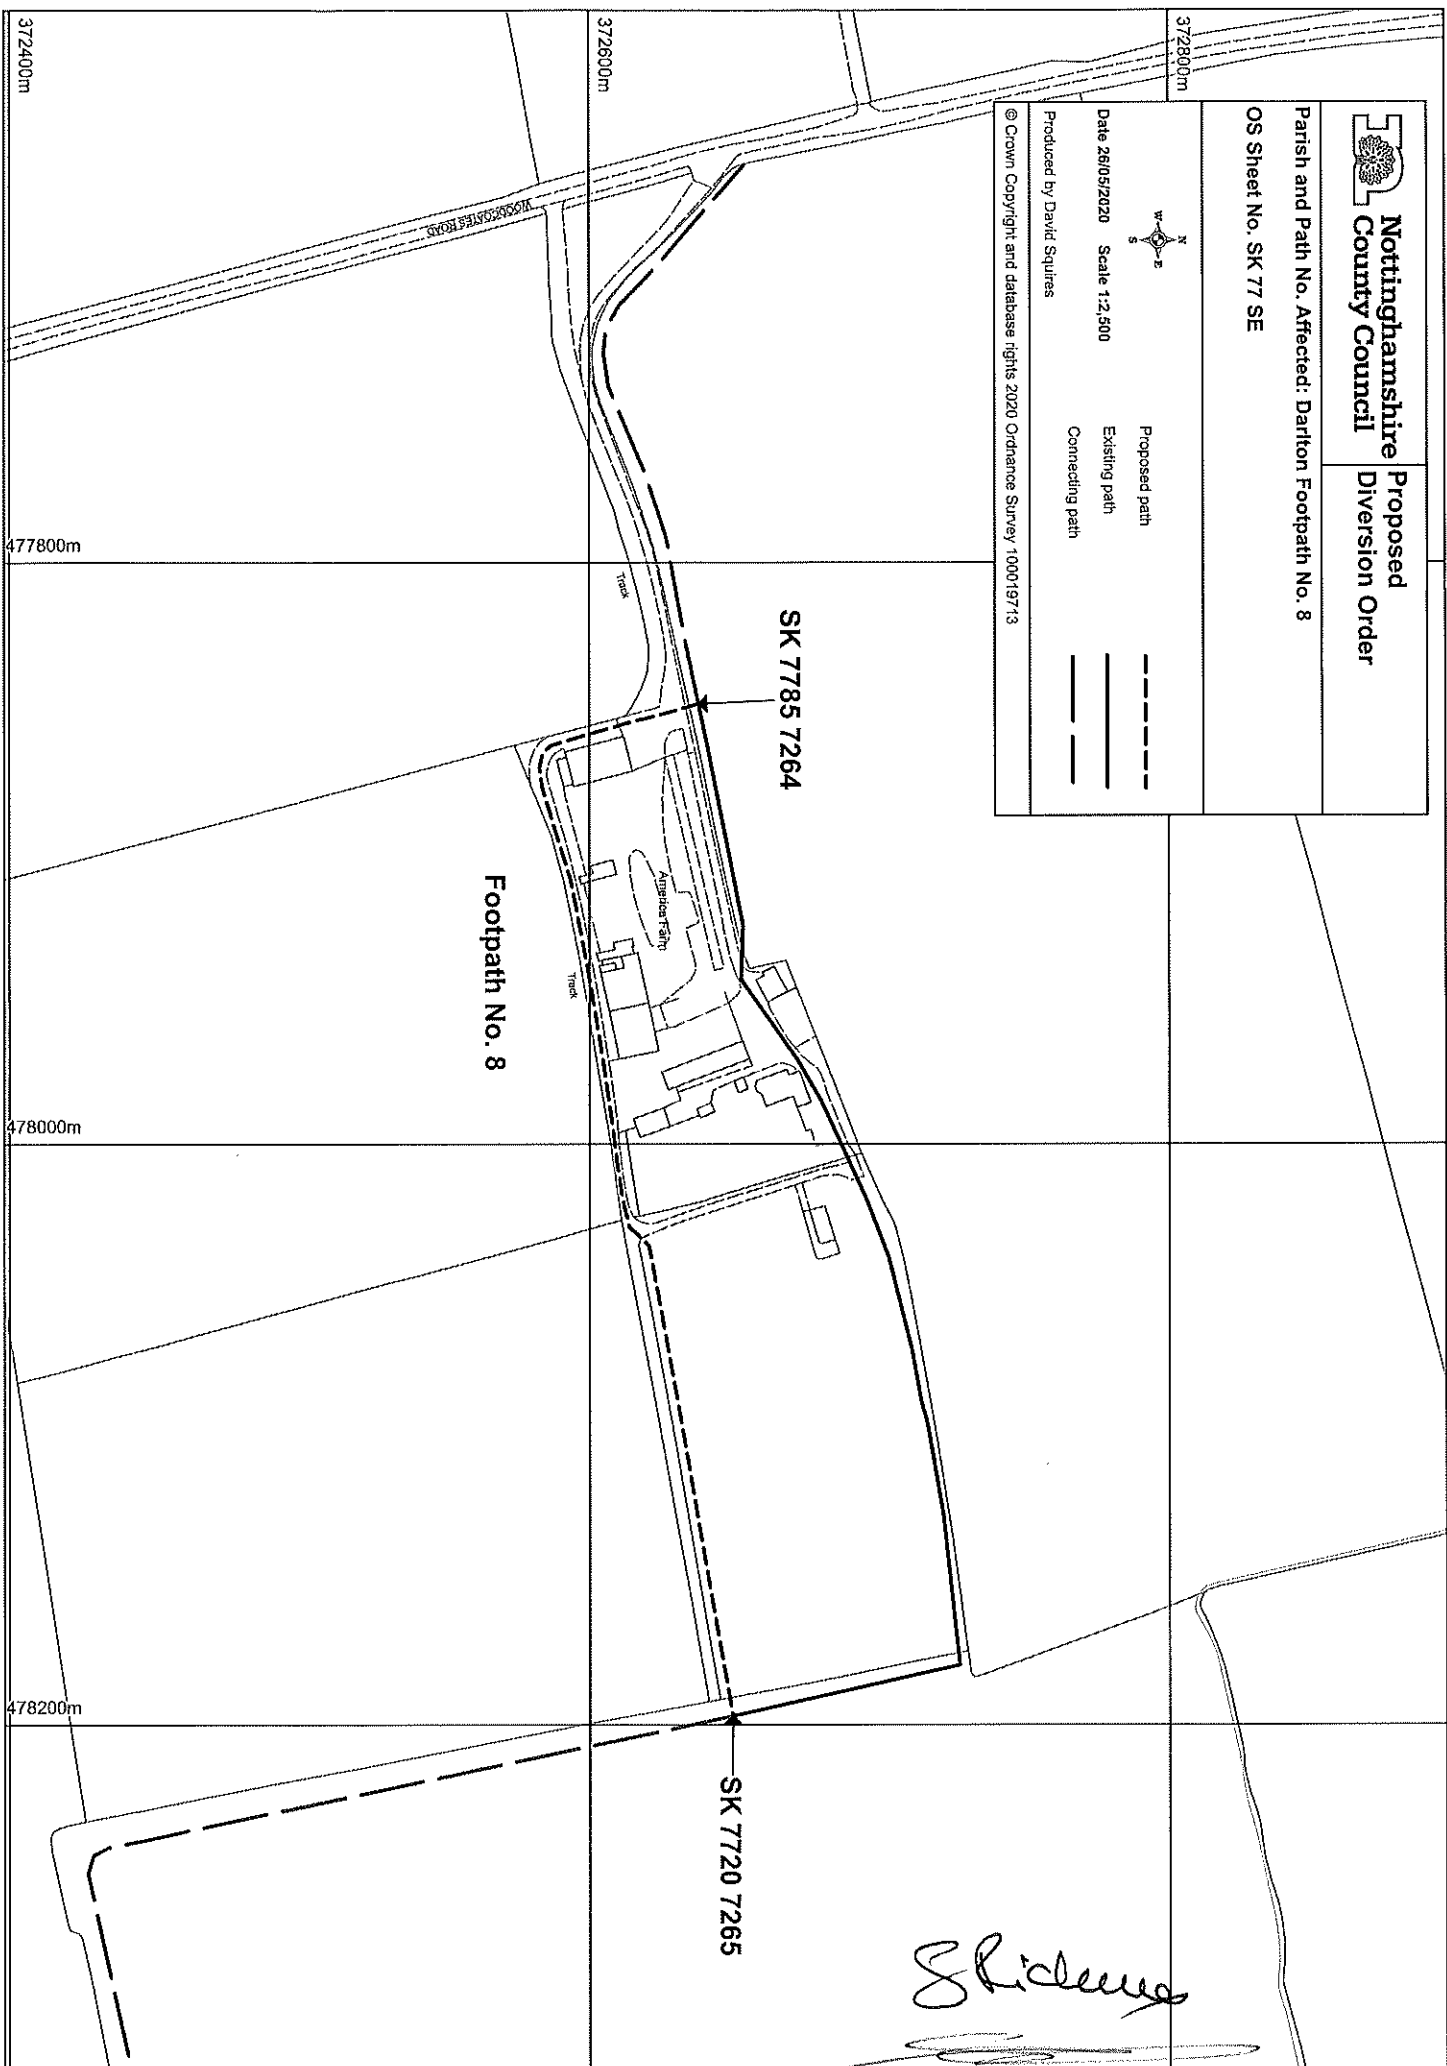 Nottinghamshire
County Council
Proposed
Diversion Order
Parish and Path No. Affected: Darlton Footpath No. 8
OS Sheet No. SK 77 SE
N
W
E
S
Date 26/05/2020 Scale 1:2,500
Proposed path
Existing path
Connecting path
Produced by David Squires
© Crown Copyright and database rights 2020 Ordnance Survey 100019713
372800m
372600m
372400m
477800m
478000m
478200m
WOODCOATES ROAD
Track
SK 7785 7264
America Farm
Track
Footpath No. 8
SK 7720 7265